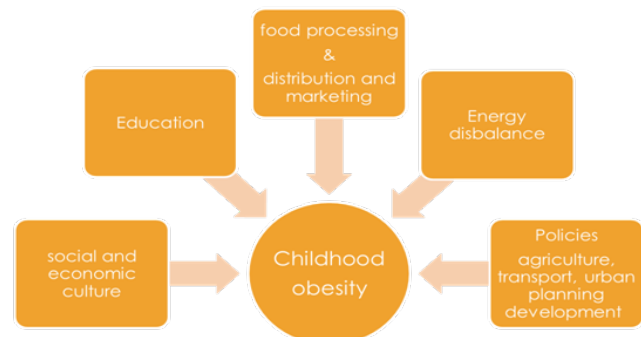 food processing
&
distribution and
marketing
Education
Energy
disbalance
social and
economic
culture
Childhood
obesity
Policies
agriculture,
transport, urban
planning
development